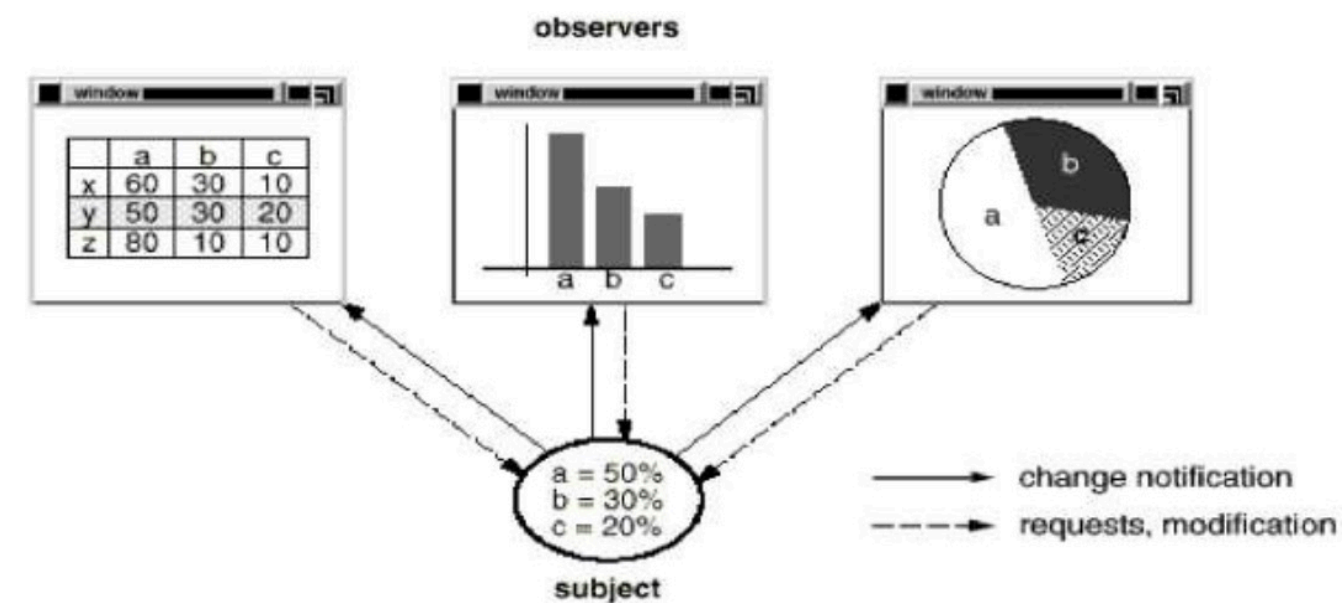 observers
window
a b c
x 60 30 10
y 50 30 20
z 80 10 10
window
a b c
window
b
a
c
a = 50%
b = 30%
c = 20%
subject
change notification
requests, modification